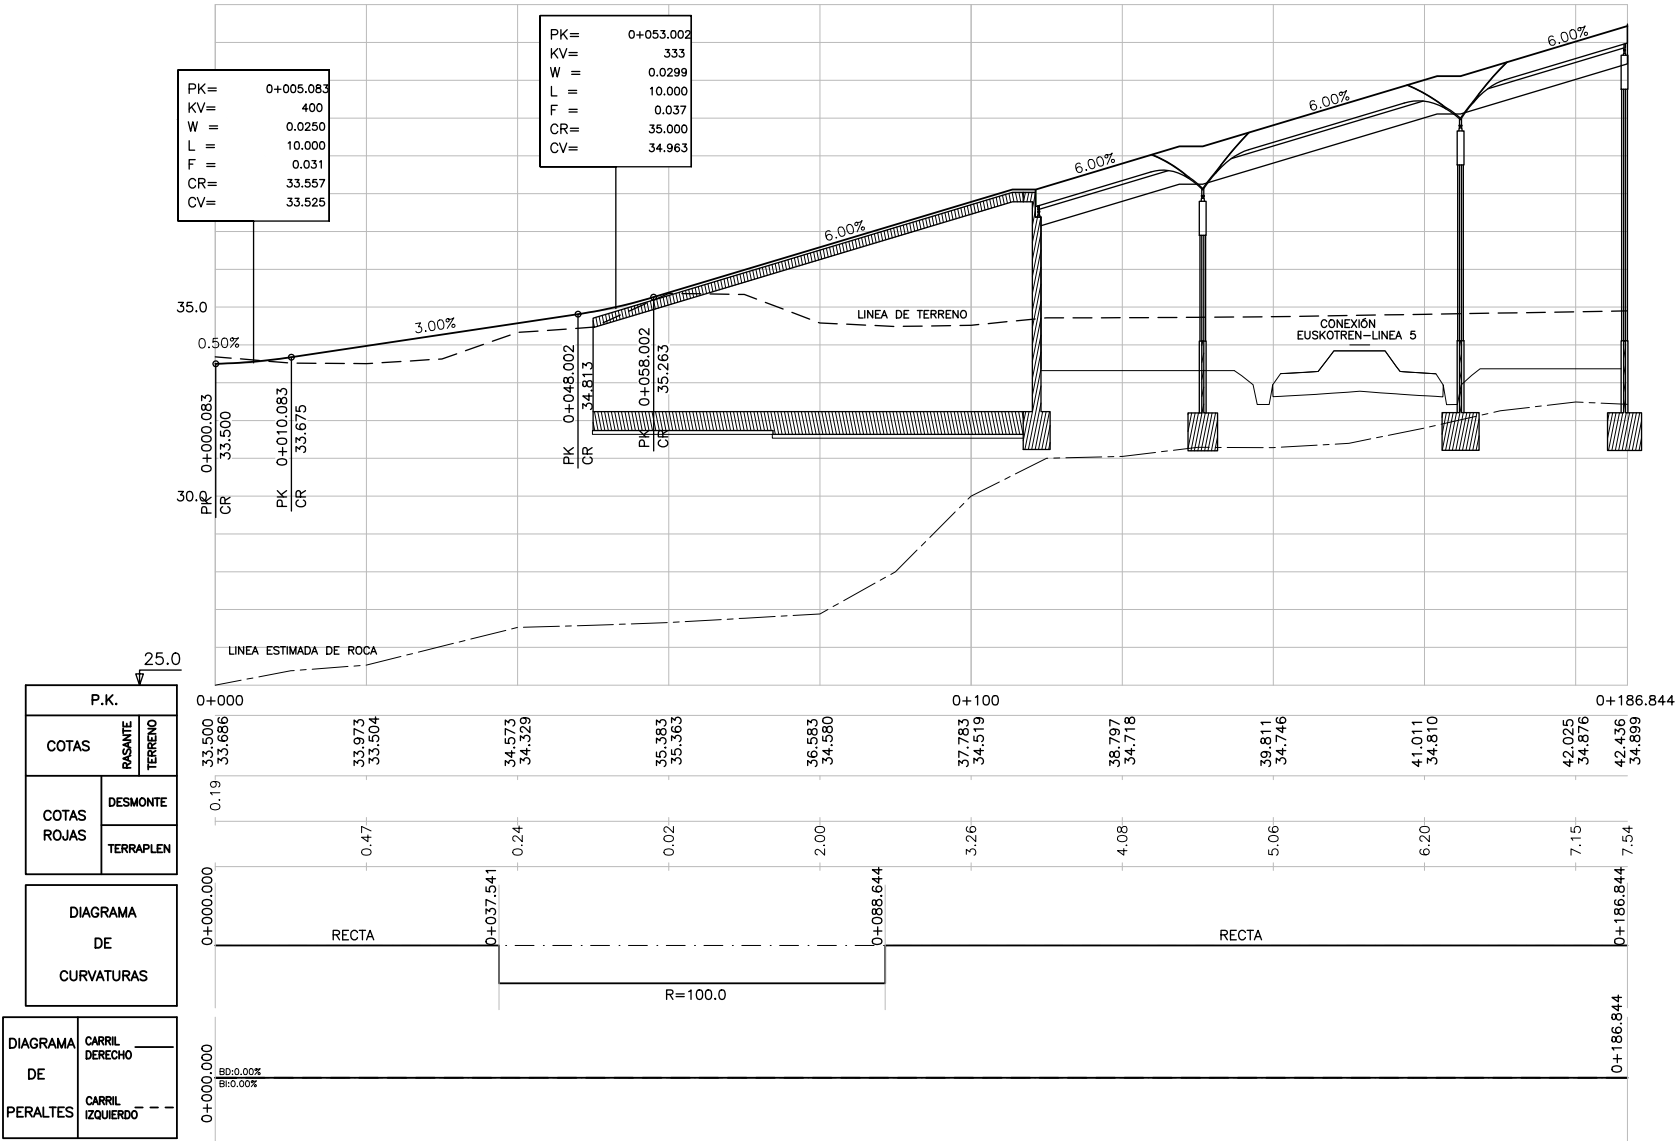 PK= 0+005.083
KV= 400
W = 0.0250
L = 10.000
F = 0.031
CR= 33.557
CV= 33.525
PK= 0+053.002
KV= 333
W = 0.0299
L = 10.000
F = 0.037
CR= 35.000
CV= 34.963
6.00%
6.00%
6.00%
6.00%
3.00%
0.50%
35.0
30.0
25.0
LINEA DE TERRENO
CONEXIÓN
EUSKOTREN-LINEA 5
PK 0+000.083
CR 33.500
PK 0+010.083
CR 33.675
PK 0+048.002
CR 34.813
PK 0+058.002
CR 35.263
LINEA ESTIMADA DE ROCA
P.K.
0+000
0+100
0+186.844
COTAS
RASANTE
TERRENO
33.500
33.686
33.973
33.504
34.573
34.329
35.383
35.363
36.583
34.580
37.783
34.519
38.797
34.718
39.811
34.746
41.011
34.810
42.025
34.876
42.436
34.899
COTAS
ROJAS
DESMONTE
0.19
TERRAPLEN
0.47
0.24
0.02
2.00
3.26
4.08
5.06
6.20
7.15
7.54
DIAGRAMA
DE
CURVATURAS
0+000.000
RECTA
0+037.541
R=100.0
0+088.644
RECTA
0+186.844
DIAGRAMA
DE
PERALTES
CARRIL
DERECHO
CARRIL
IZQUIERDO
0+000.000
BD:0.00%
BI:0.00%
0+186.844